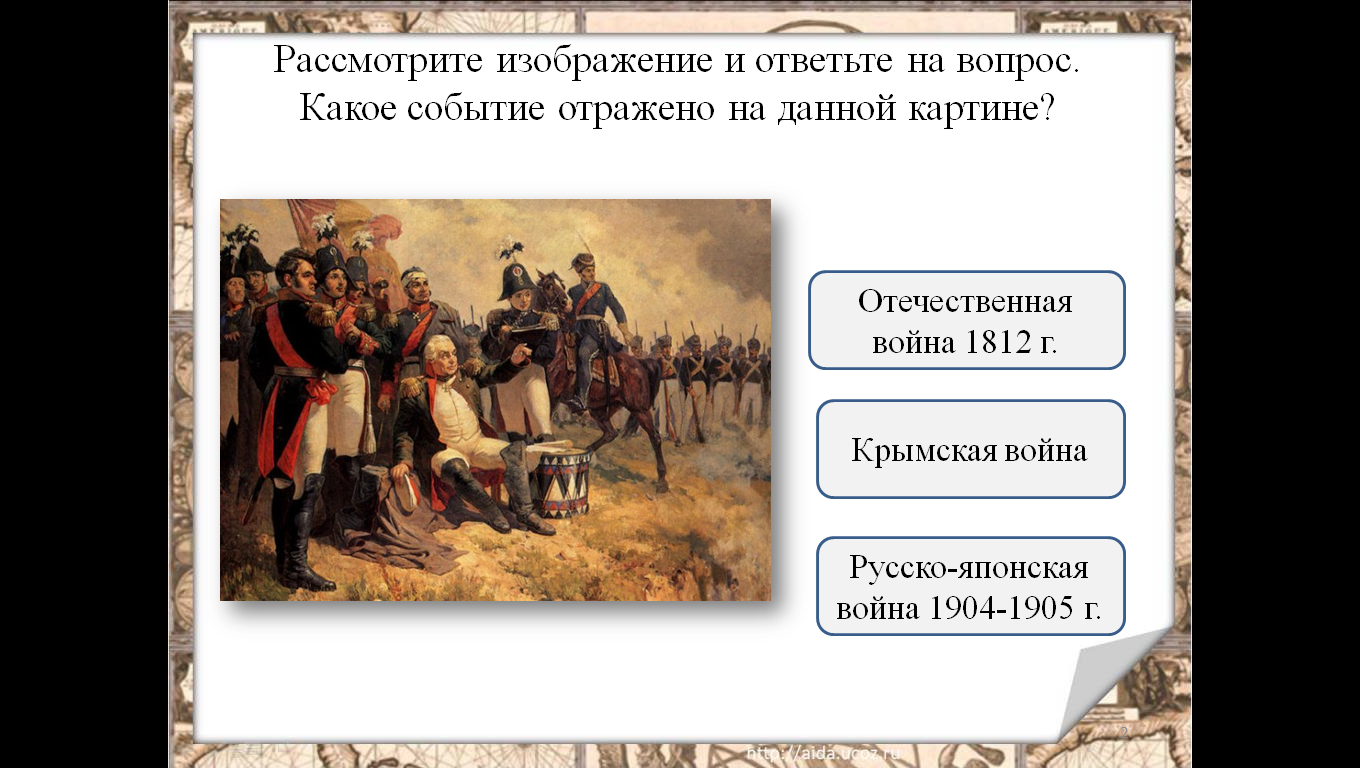 Рассмотрите изображение и ответьте на вопрос.
Какое событие отражено на данной картине?
Отечественная
война 1812 г.
Крымская война
Русско-японская
война 1904-1905 г.
2
http://aida.ucoz.ru